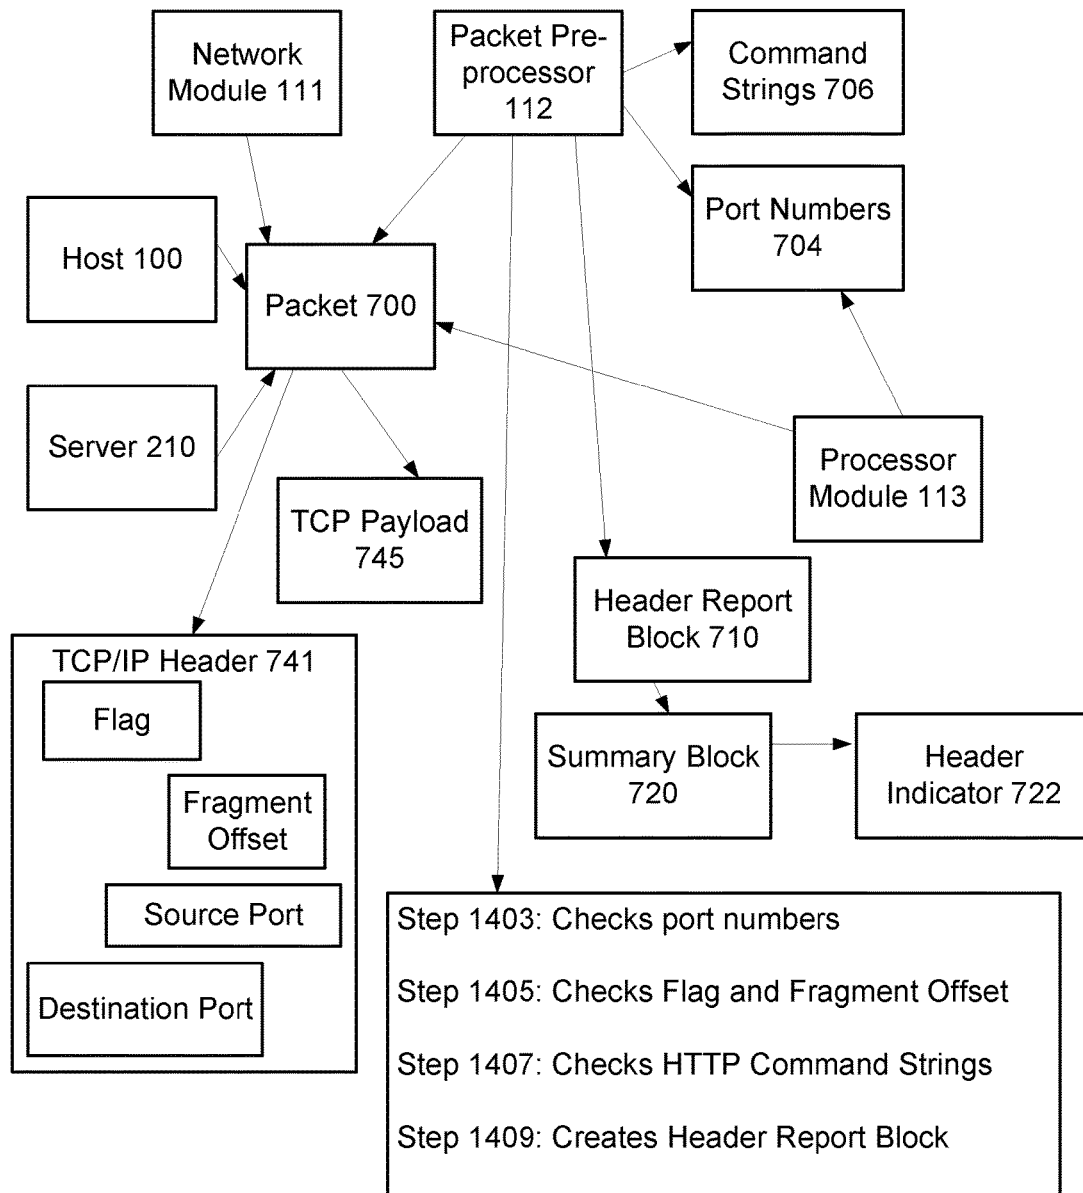 Network
Module 111
Packet Pre-
processor
112
Command
Strings 706
Port Numbers
704
Host 100
Packet 700
Server 210
Processor
Module 113
TCP Payload
745
Header Report
Block 710
TCP/IP Header 741
Flag
Fragment
Offset
Source Port
Destination Port
Summary Block
720
Header
Indicator 722
Step 1403: Checks port numbers
Step 1405: Checks Flag and Fragment Offset
Step 1407: Checks HTTP Command Strings
Step 1409: Creates Header Report Block